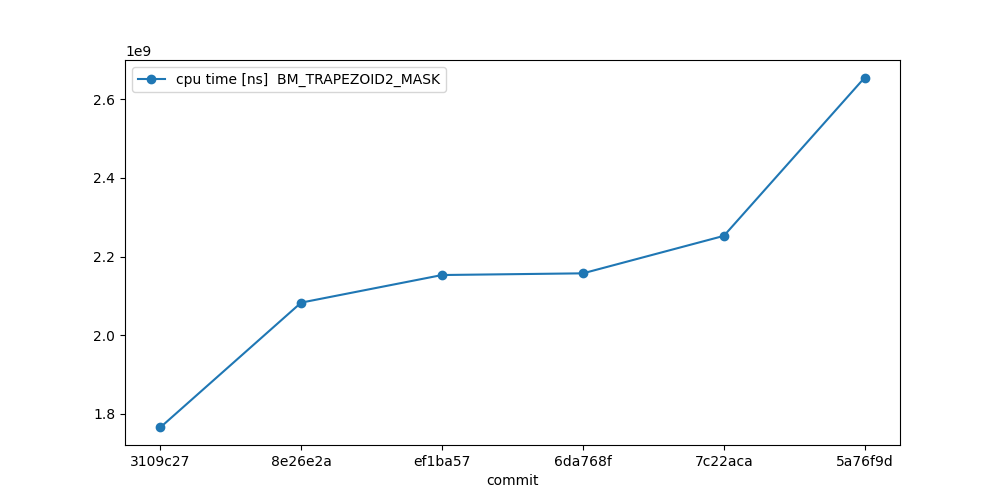 1e9
cpu time [ns]  BM_TRAPEZOID2_MASK
2.6
2.4
2.2
2.0
1.8
3109c27 8e26e2a ef1ba57 6da768f 7c22aca 5a76f9d
commit